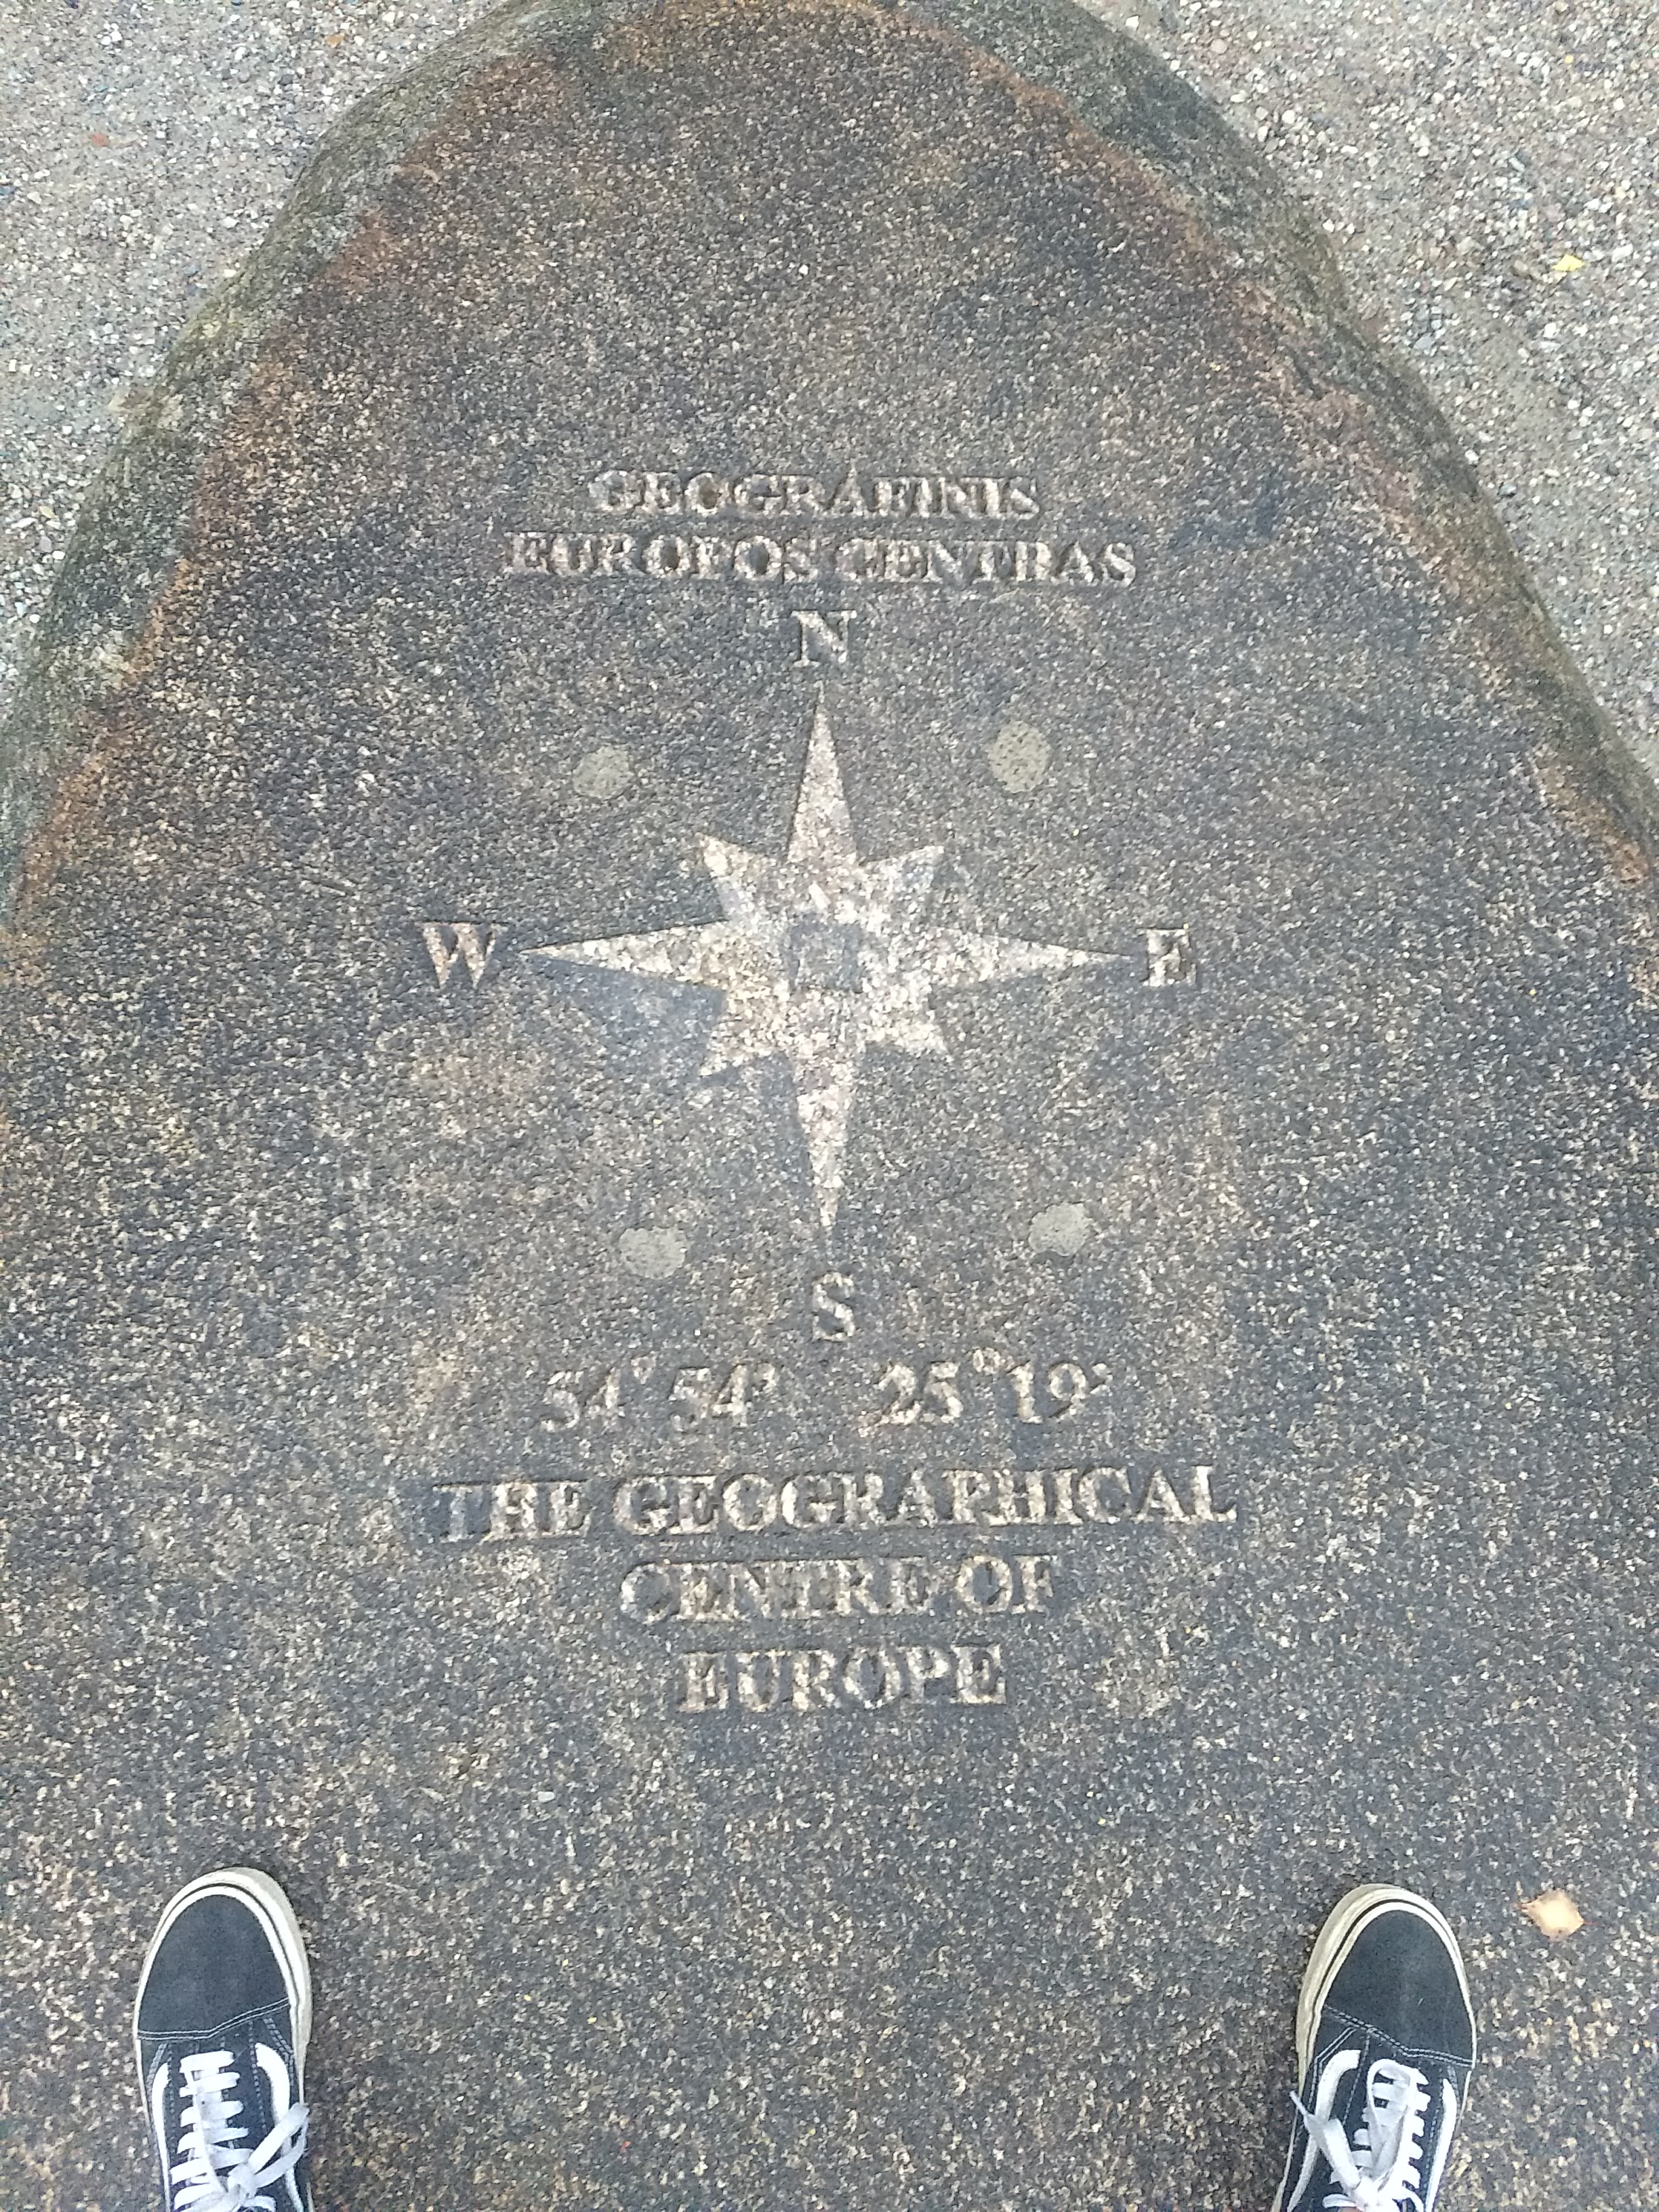 GEOGRAFINIS
EUROPOS CENTRAS
N
W E
S
54° 54' 25° 19'
THE GEOGRAPHICAL
CENTRE OF
EUROPE